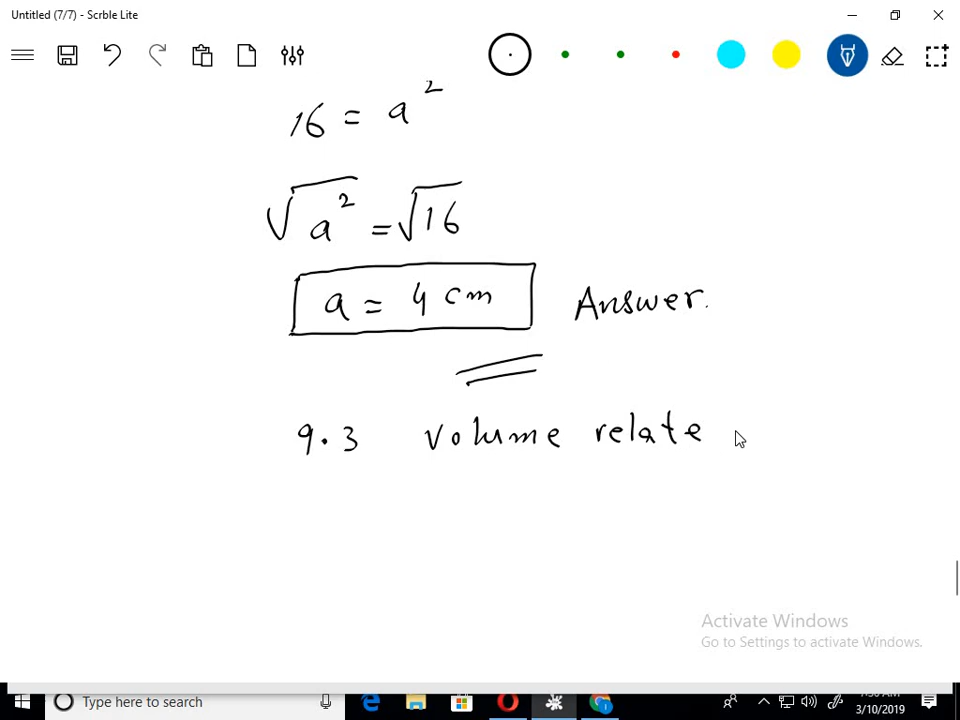 Untitled (7/7) - Scrble Lite
16 = a²
√a² = √16
a = 4 cm Answer.
9.3 volume relate
Activate Windows
Go to Settings to activate Windows.
Type here to search
3/10/2019